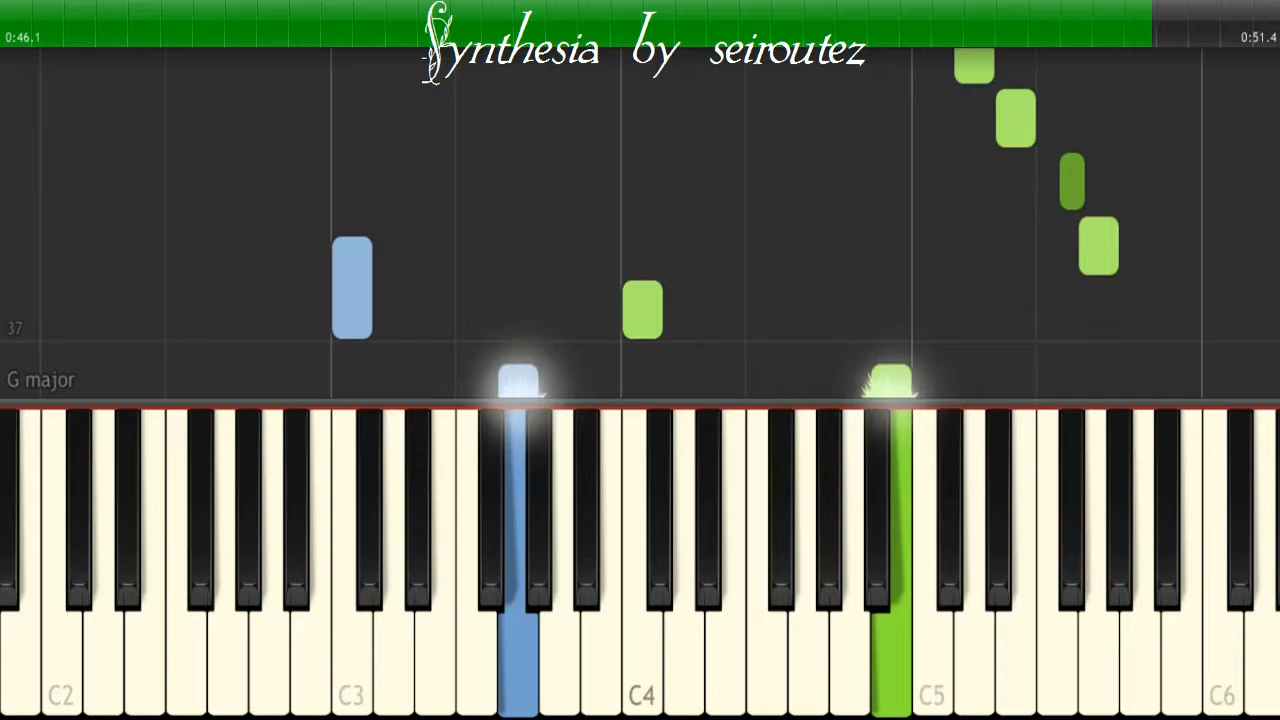 Synthesia by seiroutez
0:46.1
0:51.4
37
G major
C2
C3
C4
C5
C6